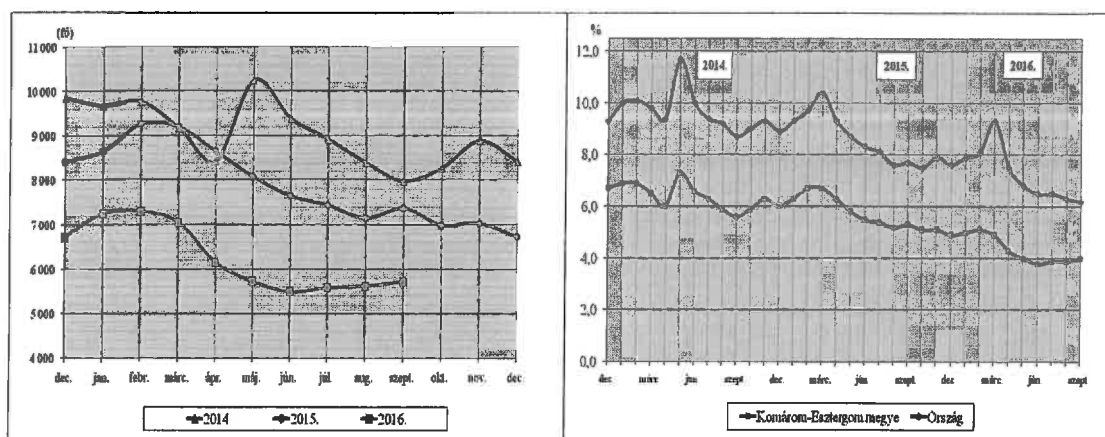 (fő)
11 000
10 000
9 000
8 000
7 000
6 000
5 000
4 000
dec. jan. febr. márc. ápr. máj. jún. júl. aug. szept. okt. nov. dec.
2014 2015. 2016.
%
12,0
10,0
8,0
6,0
4,0
2,0
0,0
2014. 2015. 2016.
dec. márc. jún. szept. dec. márc. jún. szept. dec. márc. jún. szept.
Komárom-Esztergom megye Ország